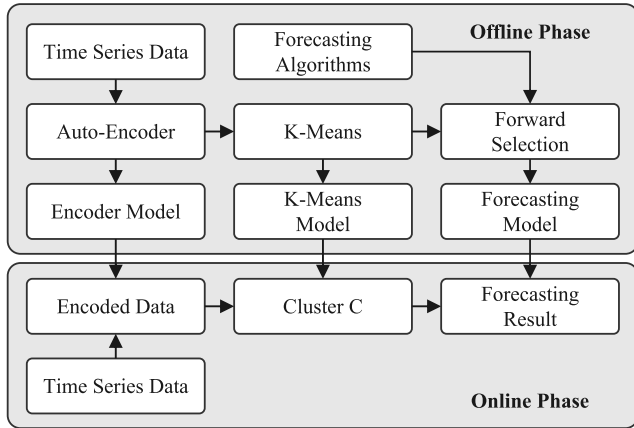 Offline Phase
Time Series Data
Forecasting
Algorithms
Auto-Encoder
K-Means
Forward
Selection
Encoder Model
K-Means
Model
Forecasting
Model
Encoded Data
Cluster C
Forecasting
Result
Time Series Data
Online Phase